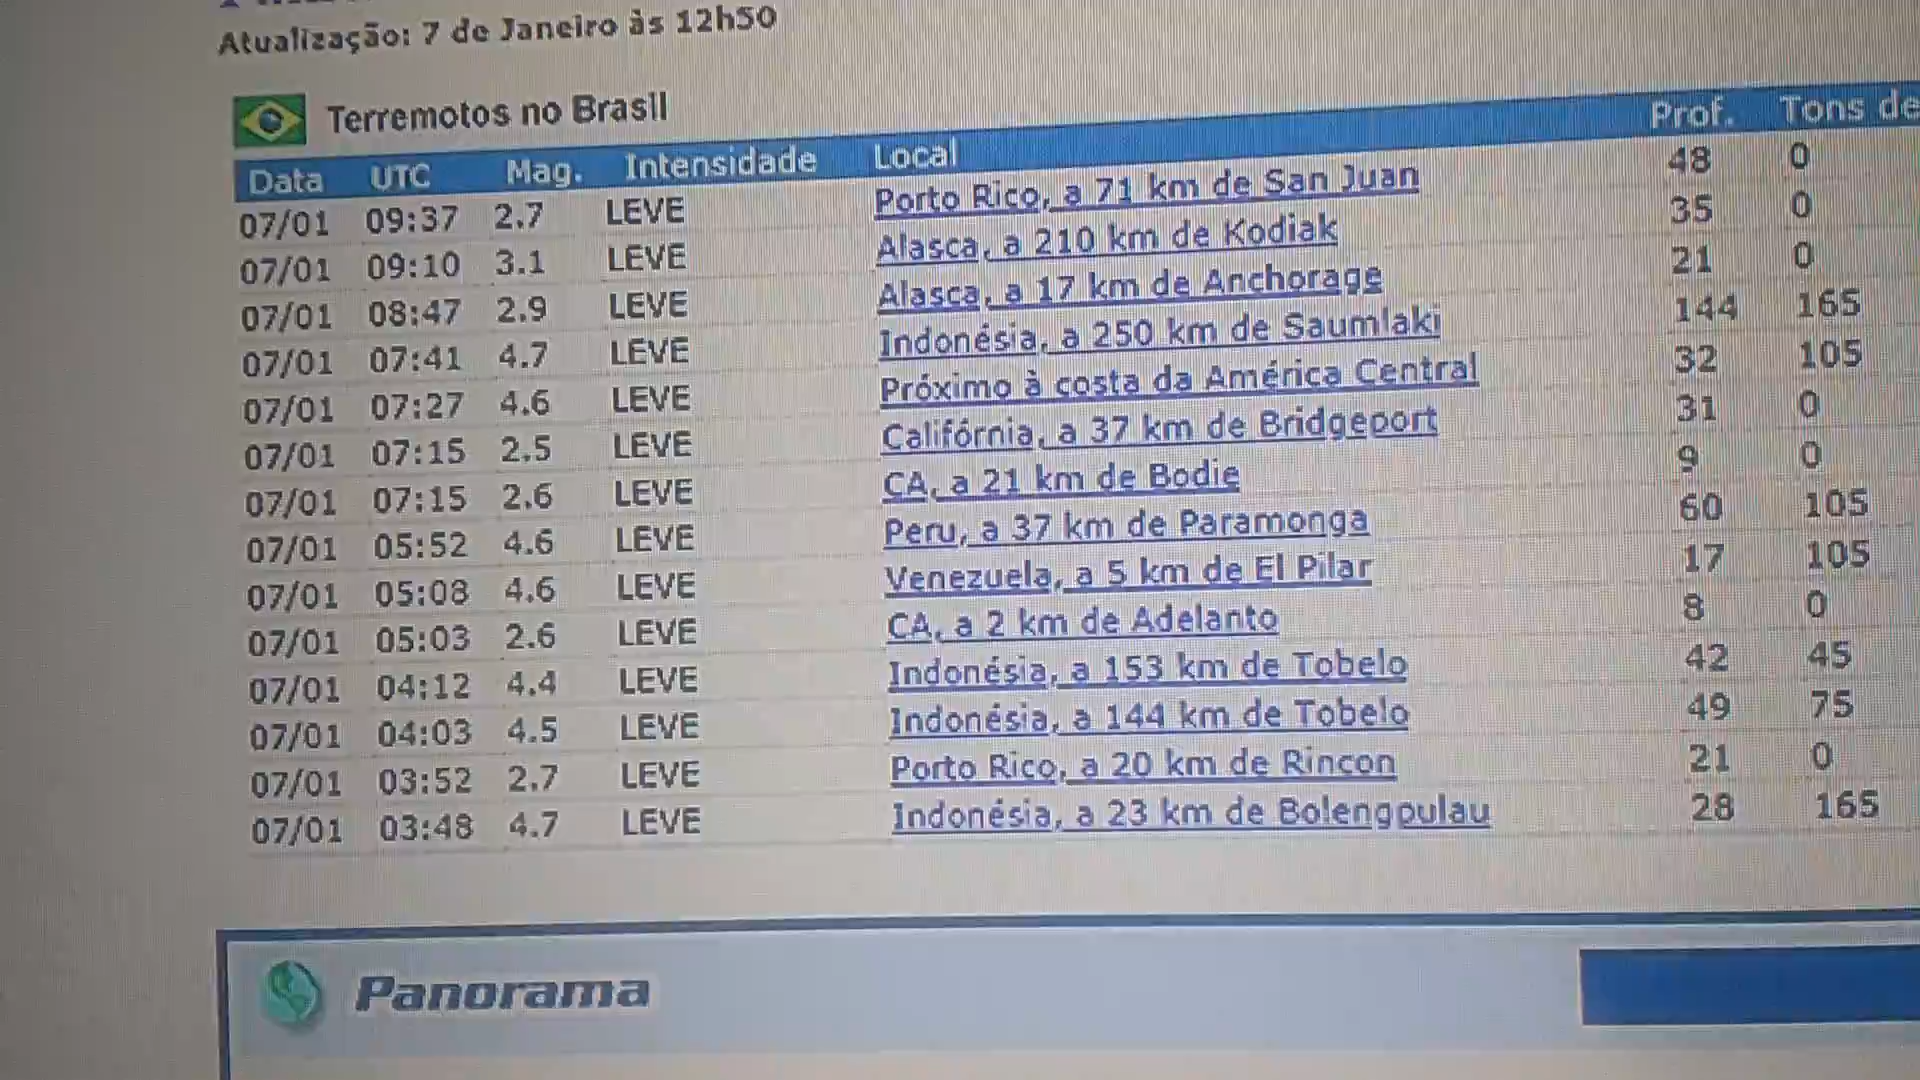 Atualização: 7 de Janeiro às 12h50
Terremotos no Brasil
Data UTC Mag. Intensidade Local Prof. Tons de
07/01 09:37 2.7 LEVE Porto Rico, a 71 km de San Juan 48 0
07/01 09:10 3.1 LEVE Alasca, a 210 km de Kodiak 35 0
07/01 08:47 2.9 LEVE Alasca, a 17 km de Anchorage 21 0
07/01 07:41 4.7 LEVE Indonésia, a 250 km de Saumlaki 144 165
07/01 07:27 4.6 LEVE Próximo à costa da América Central 32 105
07/01 07:15 2.5 LEVE Califórnia, a 37 km de Bridgeport 31 0
07/01 07:15 2.6 LEVE CA, a 21 km de Bodie 9 0
07/01 05:52 4.6 LEVE Peru, a 37 km de Paramonga 60 105
07/01 05:08 4.6 LEVE Venezuela, a 5 km de El Pilar 17 105
07/01 05:03 2.6 LEVE CA, a 2 km de Adelanto 8 0
07/01 04:12 4.4 LEVE Indonésia, a 153 km de Tobelo 42 45
07/01 04:03 4.5 LEVE Indonésia, a 144 km de Tobelo 49 75
07/01 03:52 2.7 LEVE Porto Rico, a 20 km de Rincon 21 0
07/01 03:48 4.7 LEVE Indonésia, a 23 km de Bolengpulau 28 165
Panorama